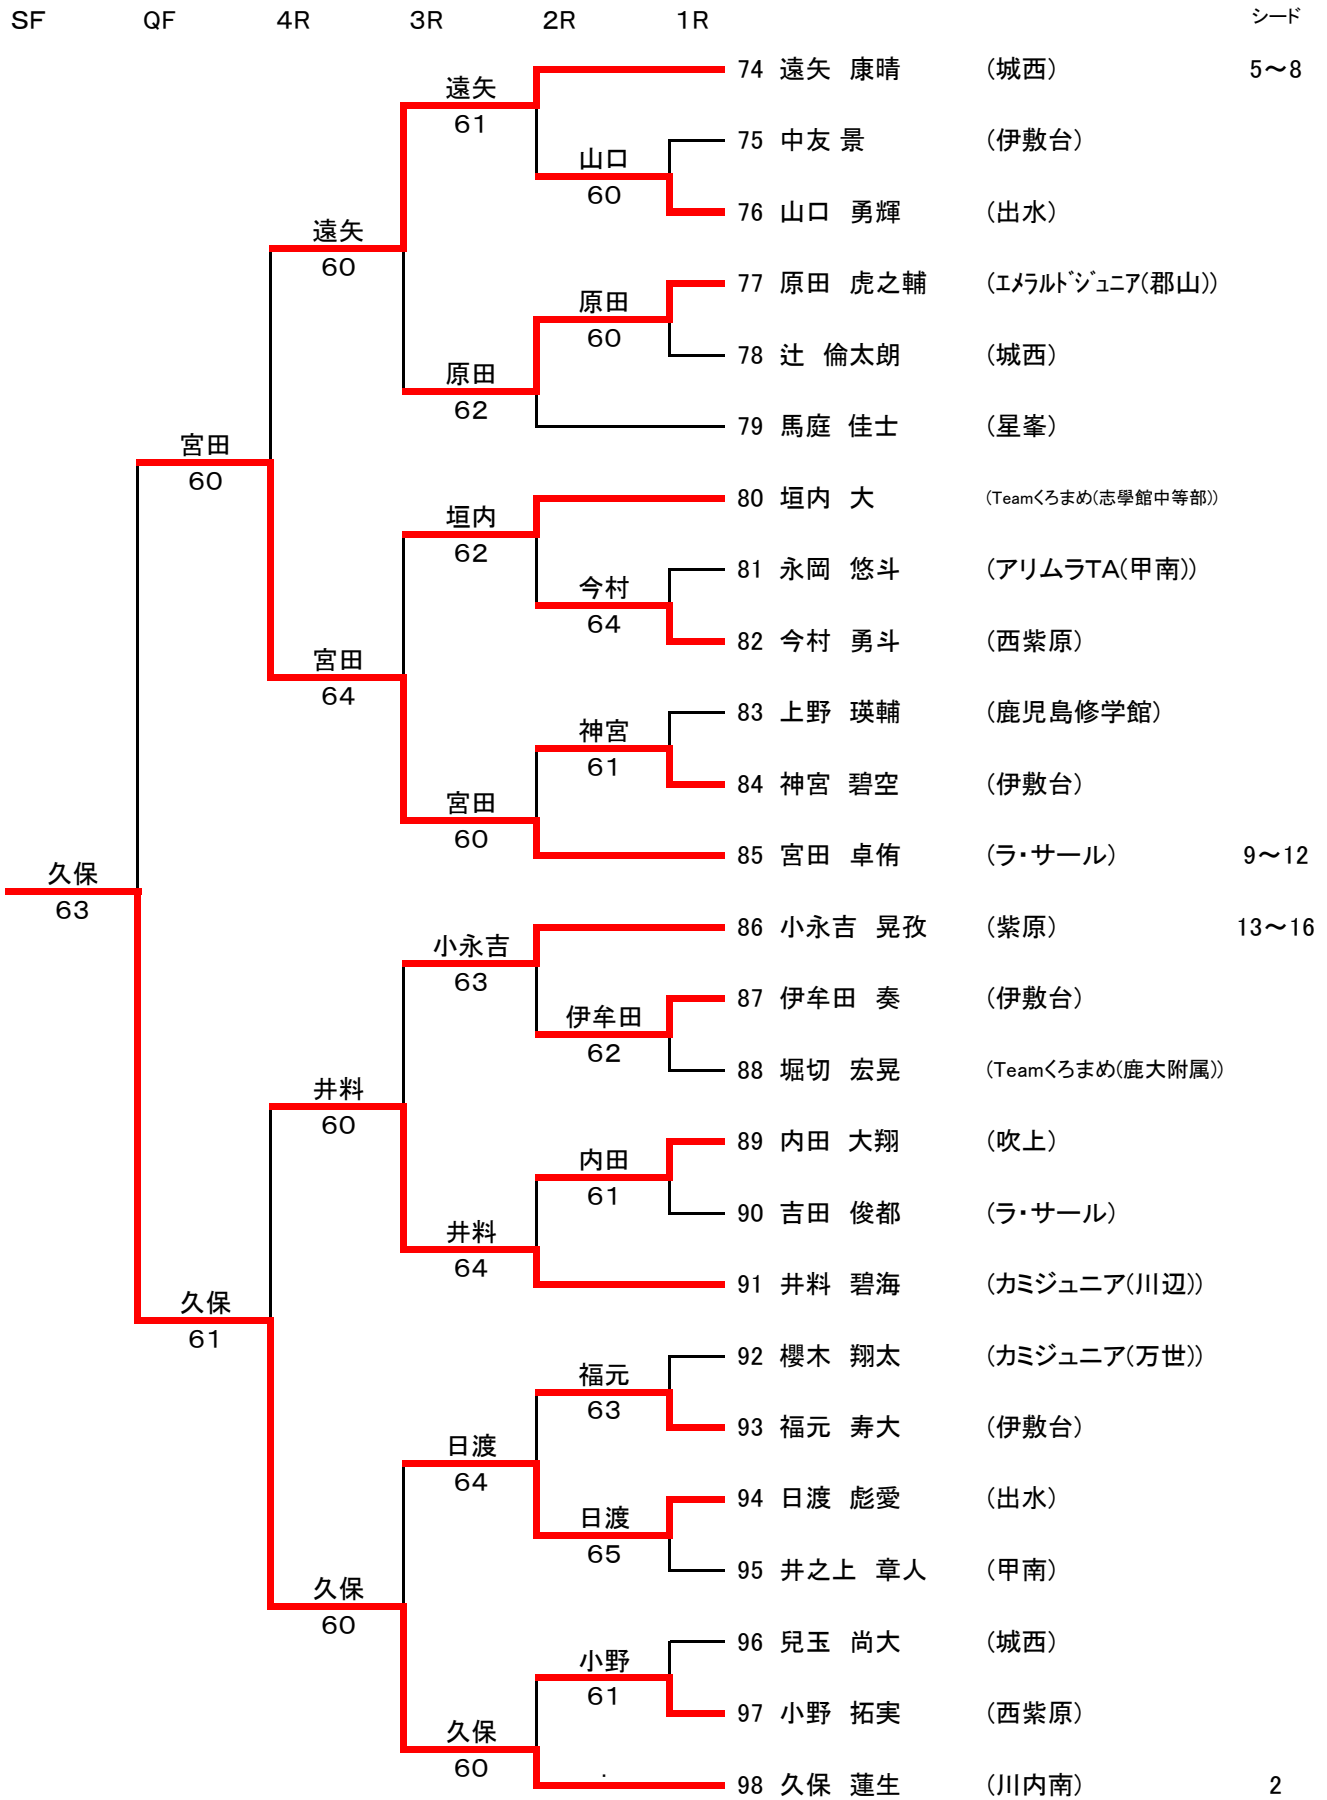 SF QF 4R 3R 2R 1R シード
74 遠矢 康晴 (城西) 5～8
遠矢
61
75 中友 景 (伊敷台)
山口
60
76 山口 勇輝 (出水)
遠矢
60
77 原田 虎之輔 (エメラルドジュニア(郡山))
原田
60
78 辻 倫太朗 (城西)
原田
62
79 馬庭 佳士 (星峯)
宮田
60
80 垣内 大 (Teamくろまめ(志學館中等部))
垣内
62
81 永岡 悠斗 (アリムラTA(甲南))
今村
64
82 今村 勇斗 (西紫原)
宮田
64
83 上野 瑛輔 (鹿児島修学館)
神宮
61
84 神宮 碧空 (伊敷台)
宮田
60
85 宮田 卓侑 (ラ・サール) 9～12
久保
63
86 小永吉 晃孜 (紫原) 13～16
小永吉
63
87 伊牟田 奏 (伊敷台)
伊牟田
62
88 堀切 宏晃 (Teamくろまめ(鹿大附属))
井料
60
89 内田 大翔 (吹上)
内田
61
90 吉田 俊都 (ラ・サール)
井料
64
91 井料 碧海 (カミジュニア(川辺))
久保
61
92 櫻木 翔太 (カミジュニア(万世))
福元
63
93 福元 寿大 (伊敷台)
日渡
64
94 日渡 彪愛 (出水)
日渡
65
95 井之上 章人 (甲南)
久保
60
96 兒玉 尚大 (城西)
小野
61
97 小野 拓実 (西紫原)
久保
60
.
98 久保 蓮生 (川内南) 2